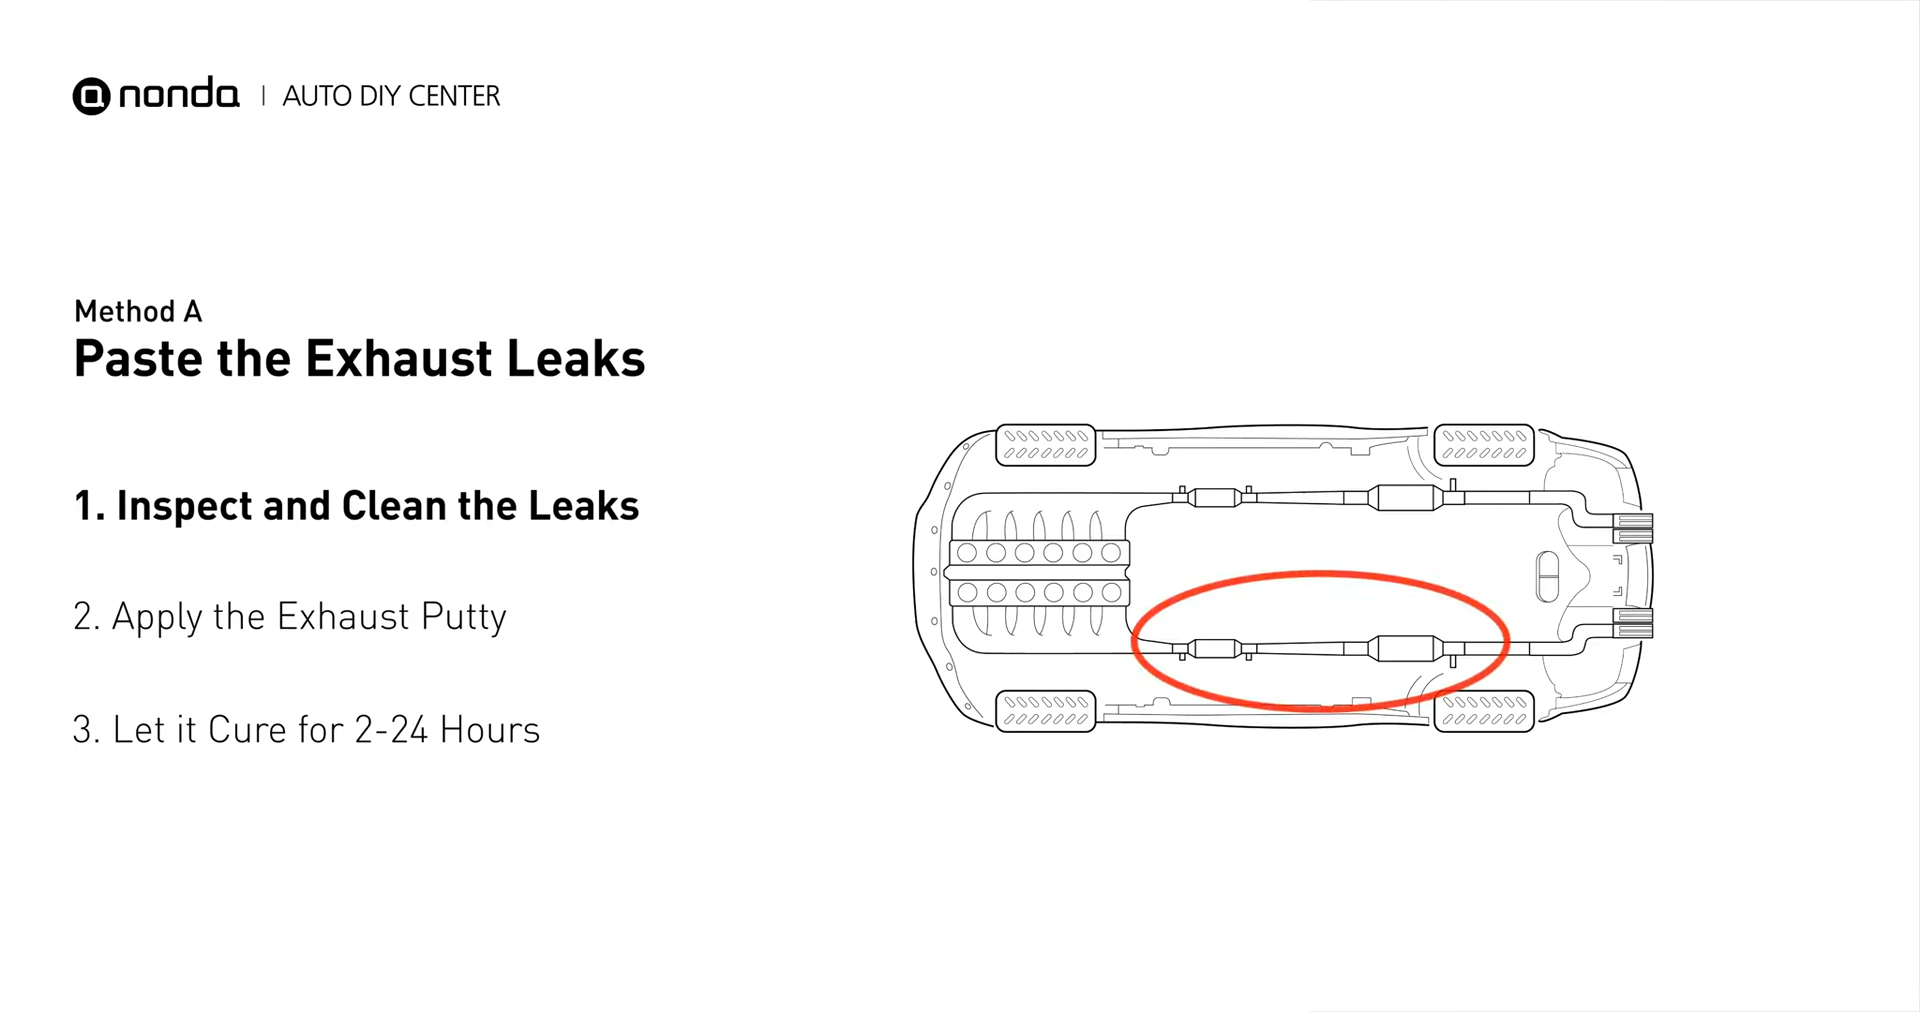 nonda | AUTO DIY CENTER
Method A
Paste the Exhaust Leaks
1. Inspect and Clean the Leaks
2. Apply the Exhaust Putty
3. Let it Cure for 2-24 Hours